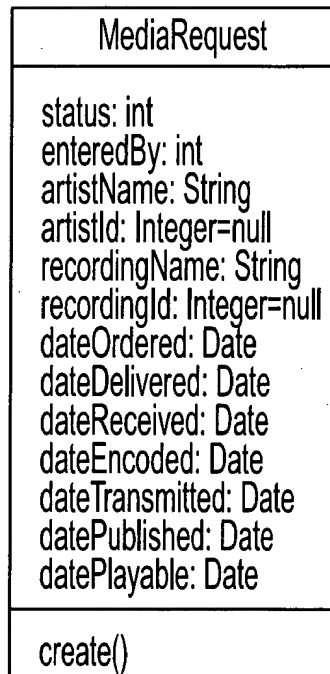 MediaRequest
status: int
enteredBy: int
artistName: String
artistId: Integer=null
recordingName: String
recordingId: Integer=null
dateOrdered: Date
dateDelivered: Date
dateReceived: Date
dateEncoded: Date
dateTransmitted: Date
datePublished: Date
datePlayable: Date
create()